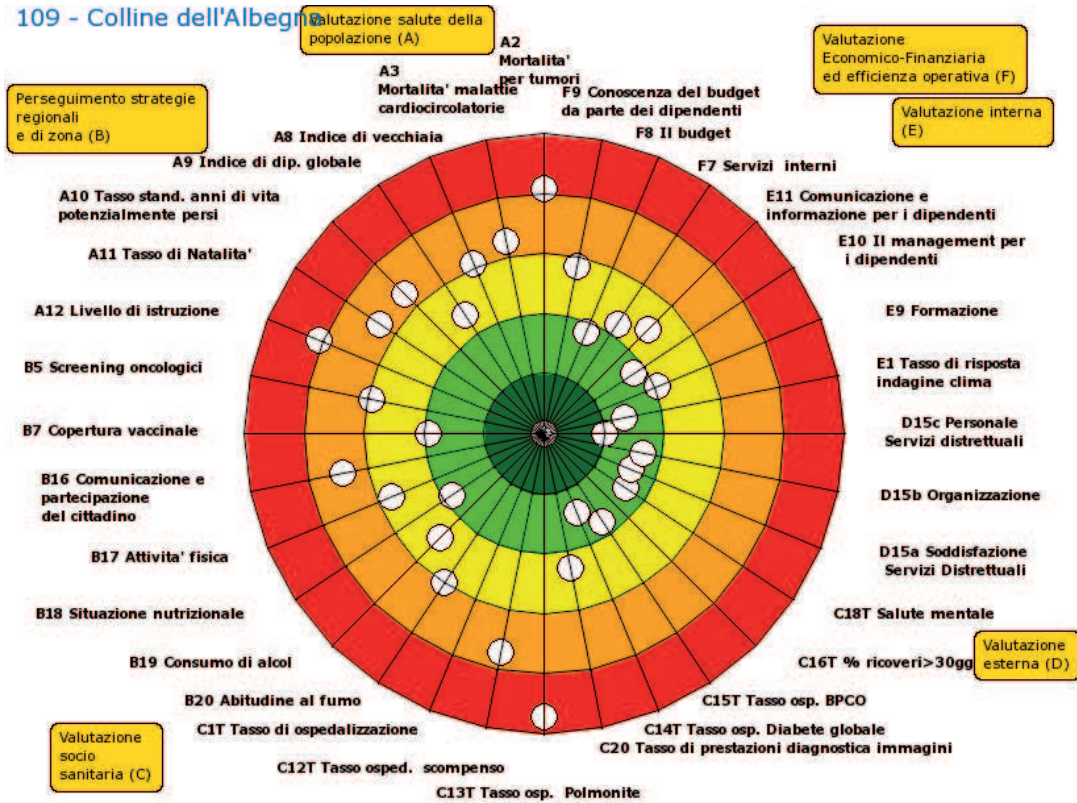 109 - Colline dell'Albegna
Valutazione salute della
popolazione (A)
A2
Mortalita'
per tumori
Valutazione
Economico-Finanziaria
ed efficienza operativa (F)
A3
Mortalita' malattie
cardiocircolatorie
F9 Conoscenza del budget
da parte dei dipendenti
Perseguimento strategie
regionali
e di zona (B)
Valutazione interna
(E)
A8 Indice di vecchiaia
F8 Il budget
A9 Indice di dip. globale
F7 Servizi interni
A10 Tasso stand. anni di vita
potenzialmente persi
E11 Comunicazione e
informazione per i dipendenti
A11 Tasso di Natalita'
E10 Il management per
i dipendenti
A12 Livello di istruzione
E9 Formazione
B5 Screening oncologici
E1 Tasso di risposta
indagine clima
B7 Copertura vaccinale
D15c Personale
Servizi distrettuali
B16 Comunicazione e
partecipazione
del cittadino
D15b Organizzazione
B17 Attivita' fisica
D15a Soddisfazione
Servizi Distrettuali
B18 Situazione nutrizionale
C18T Salute mentale
B19 Consumo di alcol
C16T % ricoveri>30gg
Valutazione
esterna (D)
B20 Abitudine al fumo
C15T Tasso osp. BPCO
C1T Tasso di ospedalizzazione
C14T Tasso osp. Diabete globale
C20 Tasso di prestazioni diagnostica immagini
Valutazione
socio
sanitaria (C)
C12T Tasso osped. scompenso
C13T Tasso osp. Polmonite